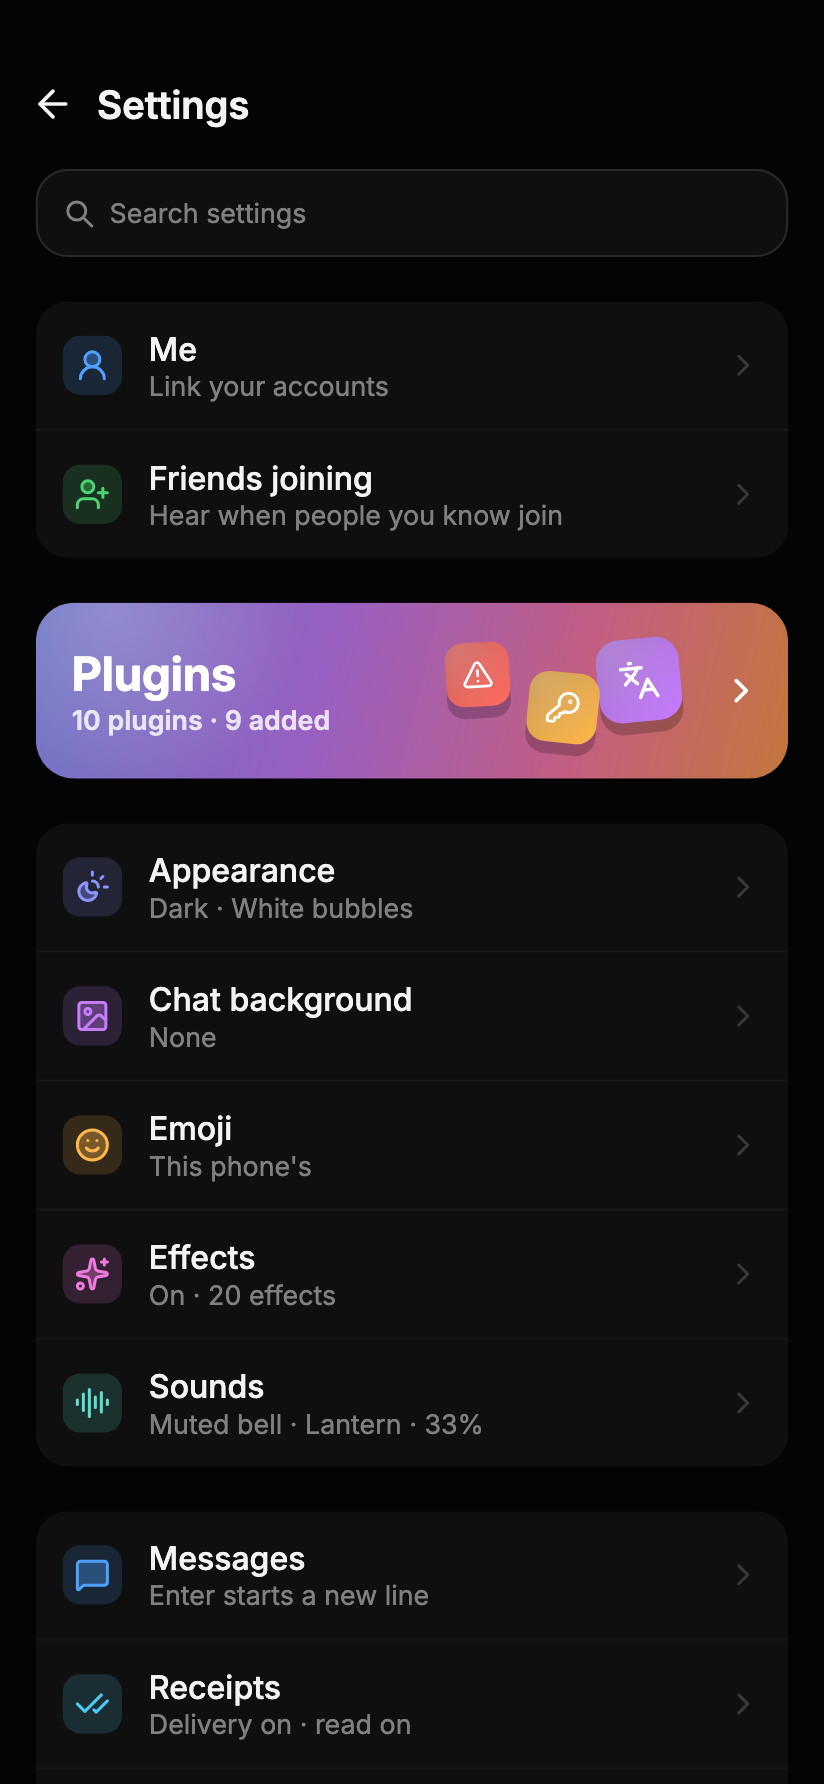 Settings
Search settings
Me
Link your accounts
Friends joining
Hear when people you know join
Plugins
10 plugins · 9 added
Appearance
Dark · White bubbles
Chat background
None
Emoji
This phone's
Effects
On · 20 effects
Sounds
Muted bell · Lantern · 33%
Messages
Enter starts a new line
Receipts
Delivery on · read on